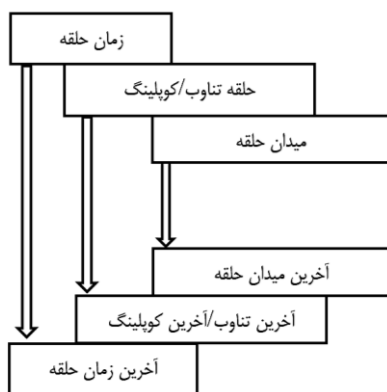 زمان حلقه
حلقه تناوب/کوپلینگ
میدان حلقه
آخرین میدان حلقه
آخرین تناوب/آخرین کوپلینگ
آخرین زمان حلقه